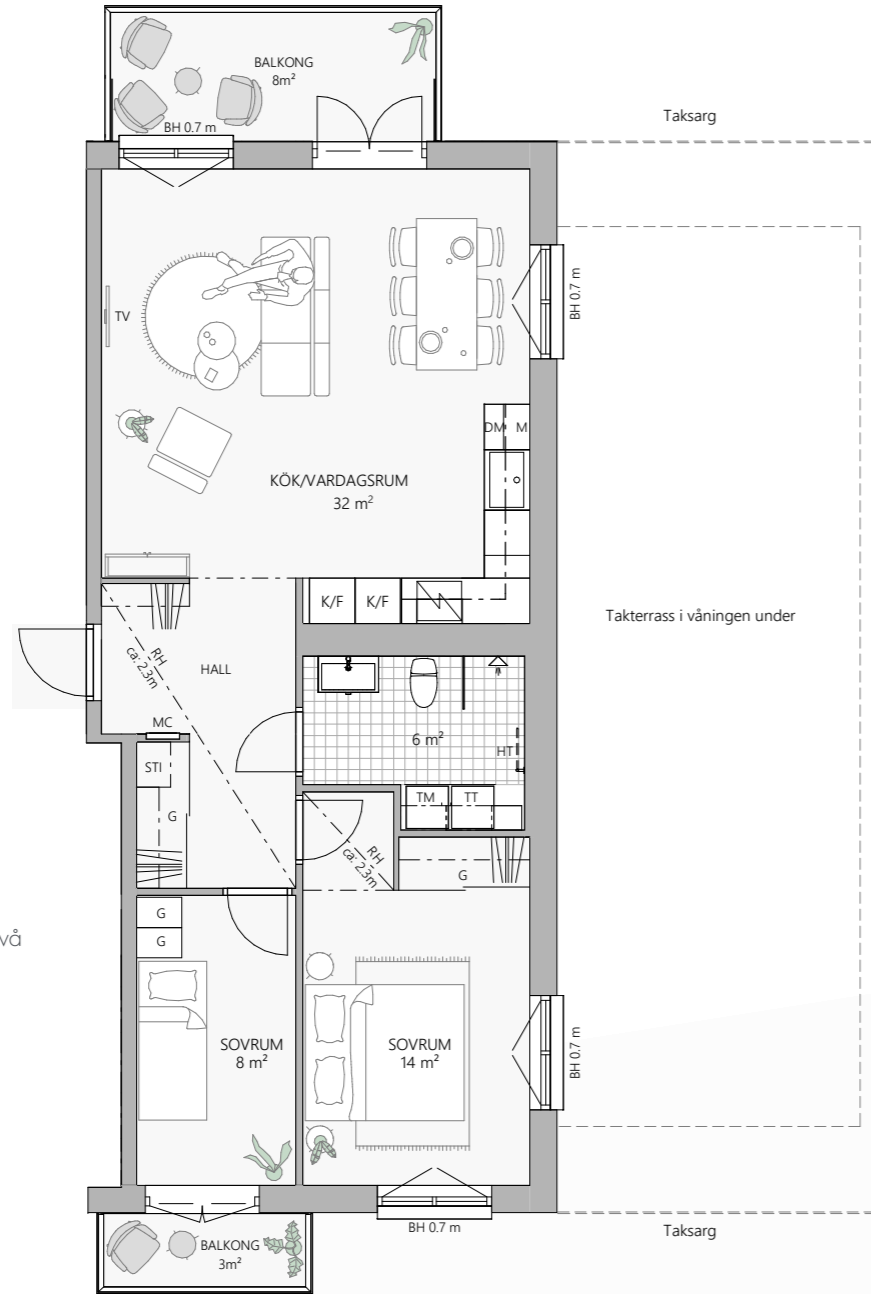 BALKONG
8m²
BH 0.7 m
Taksarg
BH 0.7 m
TV
DM M
KÖK/VARDAGSRUM
32 m²
K/F K/F
Takterrass i våningen under
RH
ca: 2.3m
HALL
MC
STI
G
6 m²
HT
TM TT
RH
ca: 2.3m
G
G
G
vå
SOVRUM
8 m²
SOVRUM
14 m²
BH 0.7 m
BH 0.7 m
Taksarg
BALKONG
3m²